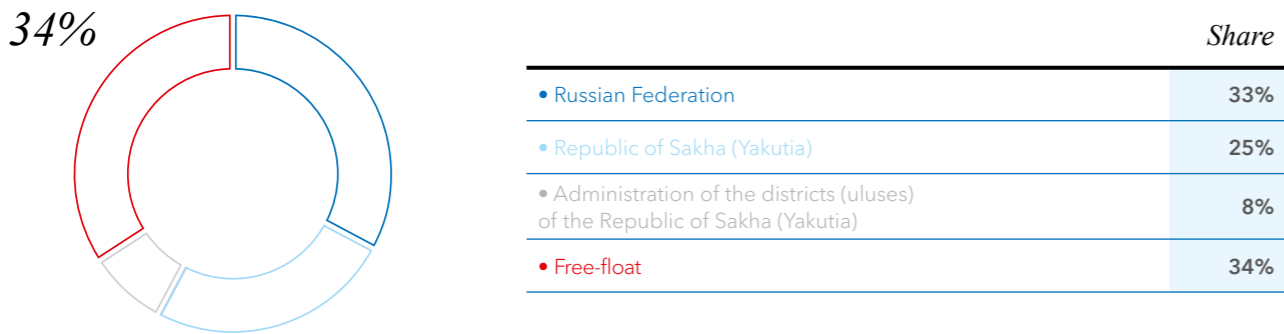 34%
Share
• Russian Federation 33%
• Republic of Sakha (Yakutia) 25%
• Administration of the districts (uluses)
of the Republic of Sakha (Yakutia) 8%
• Free-float 34%